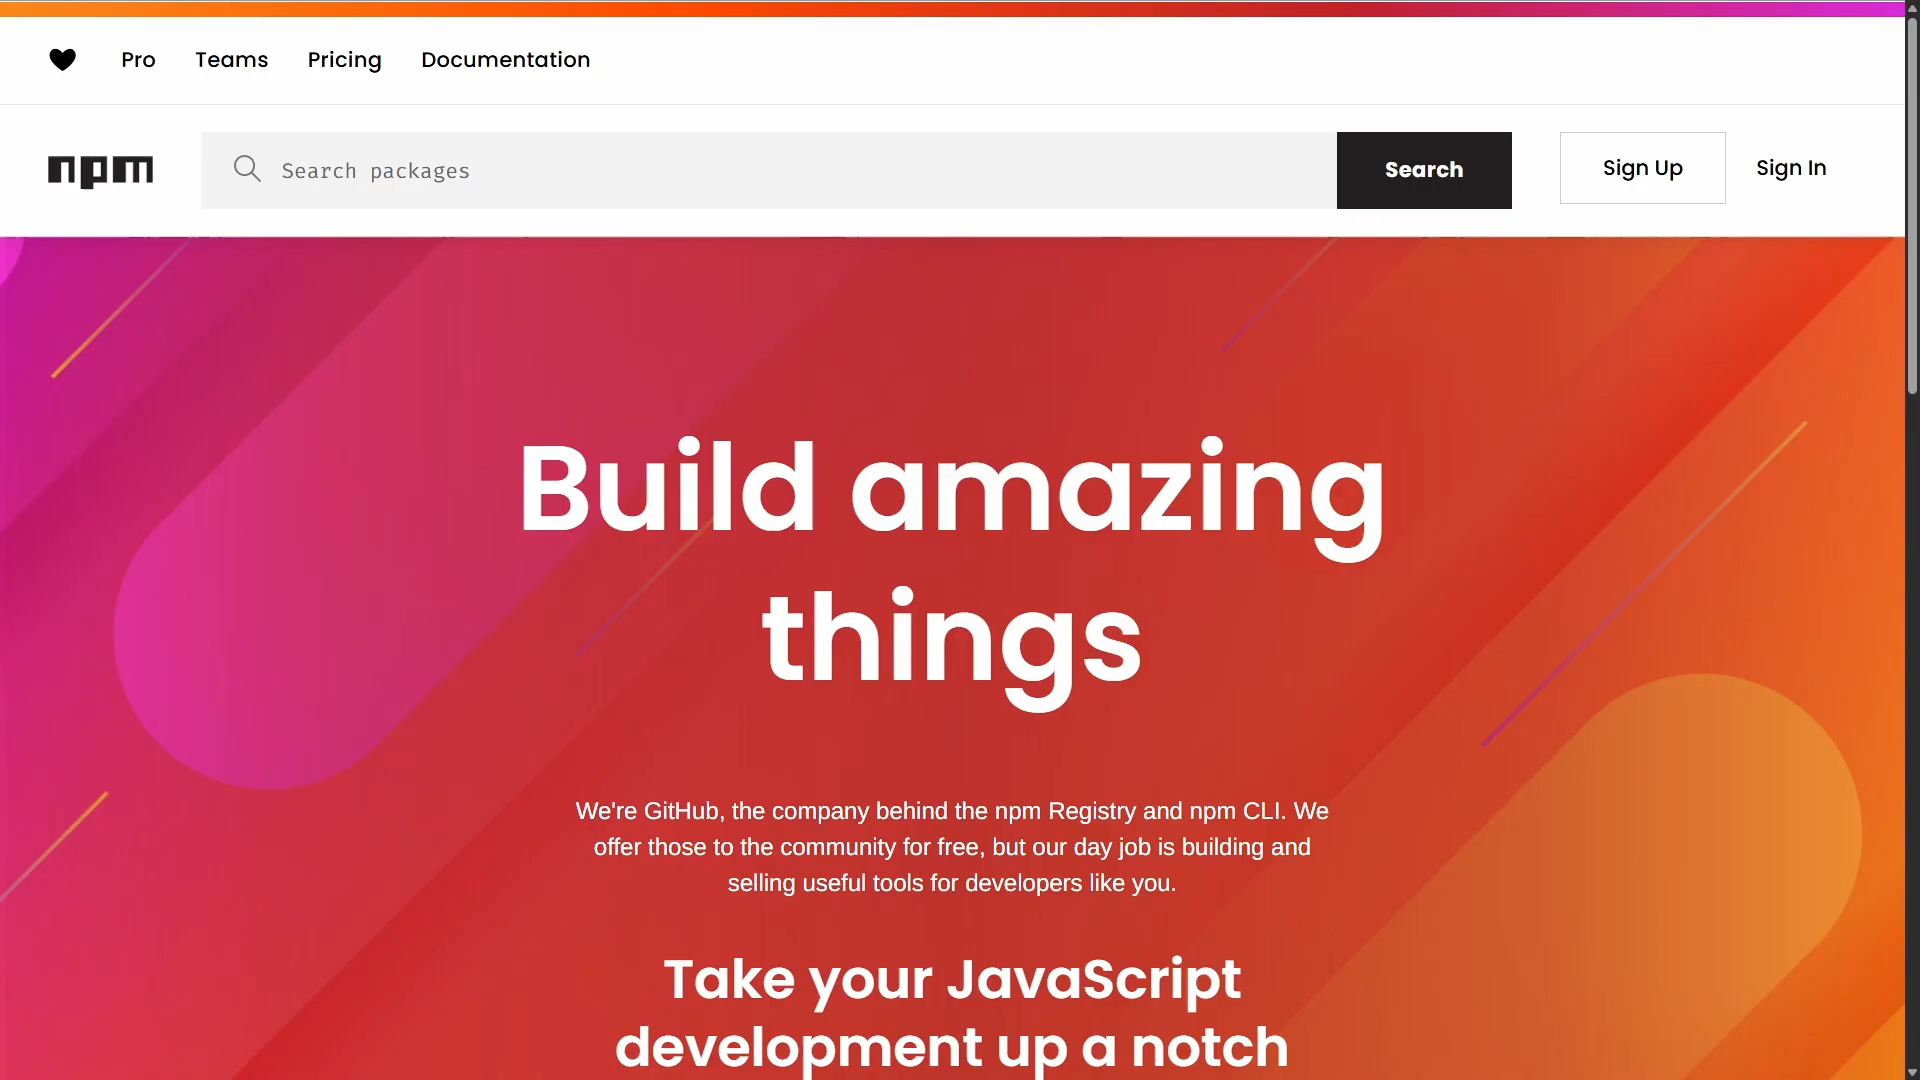 Pro Teams Pricing Documentation
npm Search packages Search Sign Up Sign In
Build amazing
things
We're GitHub, the company behind the npm Registry and npm CLI. We
offer those to the community for free, but our day job is building and
selling useful tools for developers like you.
Take your JavaScript
development up a notch